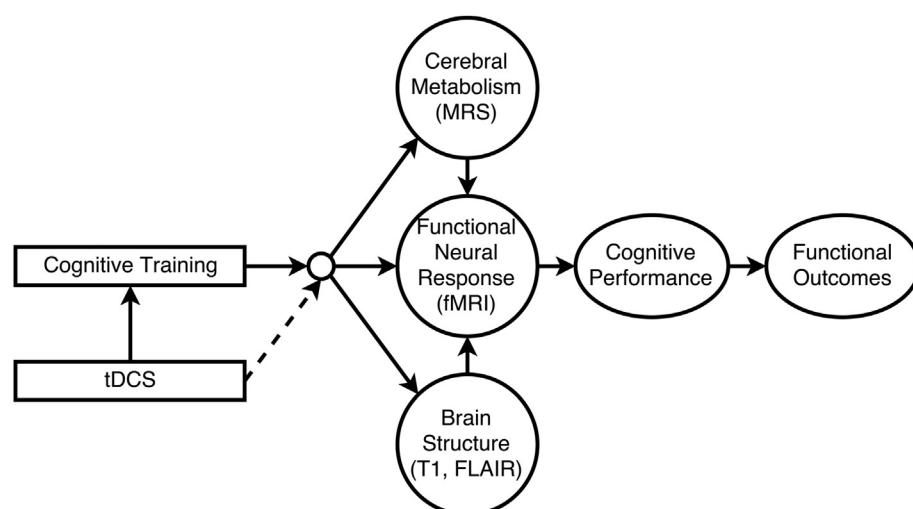 Cerebral
Metabolism
(MRS)
Cognitive Training
Functional
Neural
Response
(fMRI)
Cognitive
Performance
Functional
Outcomes
tDCS
Brain
Structure
(T1, FLAIR)